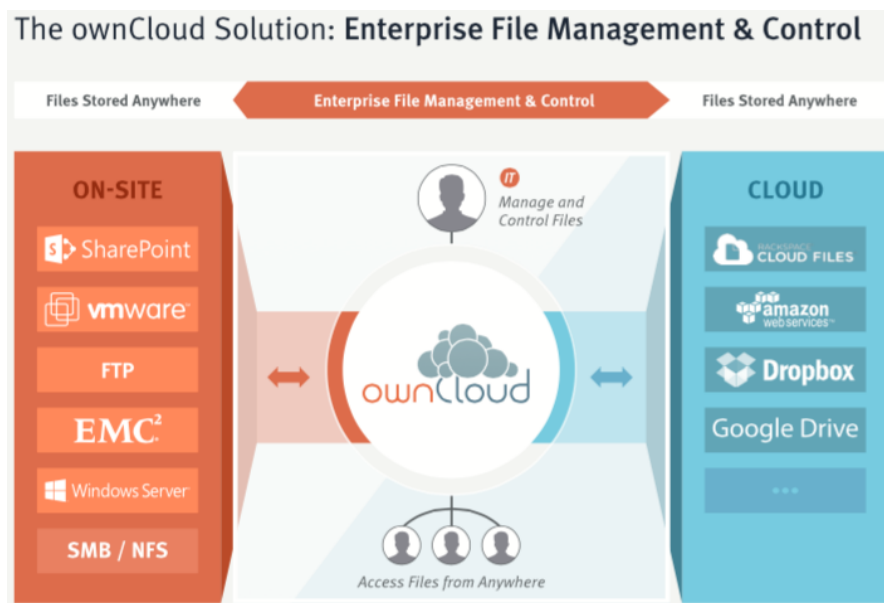 The ownCloud Solution: Enterprise File Management & Control
Files Stored Anywhere
Enterprise File Management & Control
Files Stored Anywhere
ON-SITE
SharePoint
vmware
FTP
EMC²
Windows Server
SMB / NFS
IT
Manage and
Control Files
ownCloud
Access Files from Anywhere
CLOUD
RACKSPACE
CLOUD FILES
amazon
webservices™
Dropbox
Google Drive
...